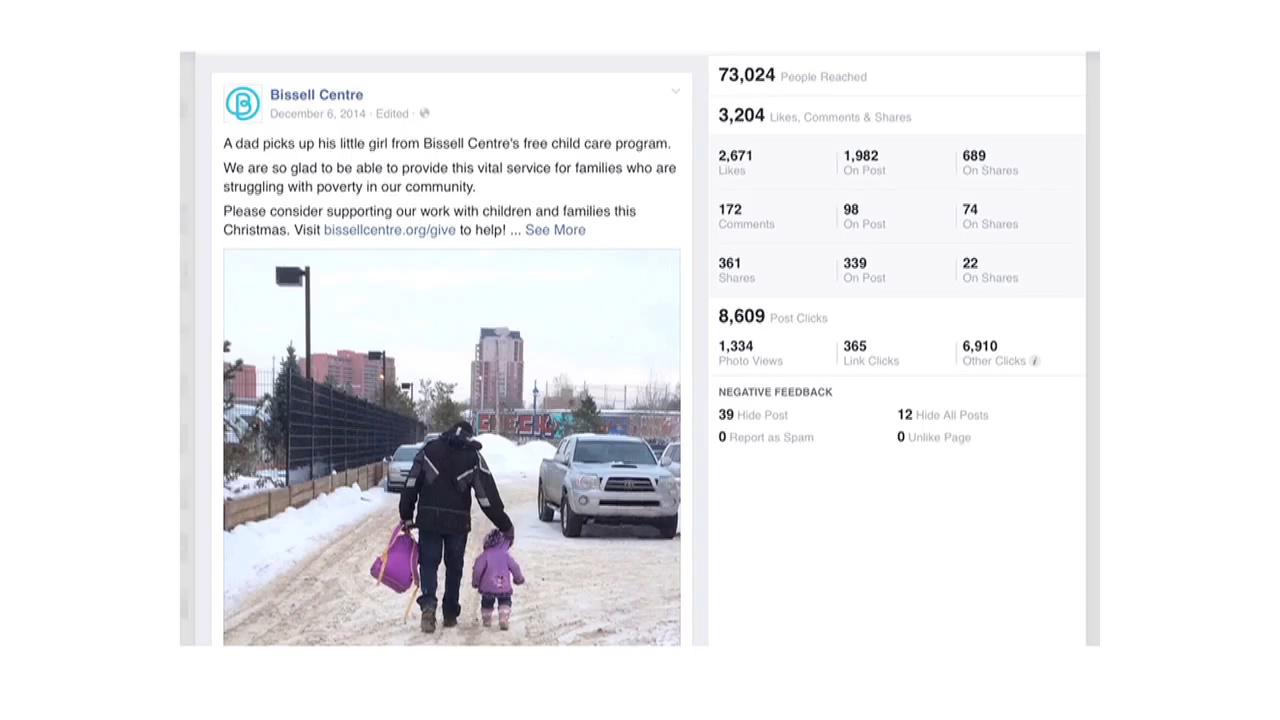 Bissell Centre
December 6, 2014 · Edited ·
A dad picks up his little girl from Bissell Centre's free child care program.
We are so glad to be able to provide this vital service for families who are
struggling with poverty in our community.
Please consider supporting our work with children and families this
Christmas. Visit bissellcentre.org/give to help! ... See More
73,024 People Reached
3,204 Likes, Comments & Shares
2,671 1,982 689
Likes On Post On Shares
172 98 74
Comments On Post On Shares
361 339 22
Shares On Post On Shares
8,609 Post Clicks
1,334 365 6,910
Photo Views Link Clicks Other Clicks i
NEGATIVE FEEDBACK
39 Hide Post 12 Hide All Posts
0 Report as Spam 0 Unlike Page